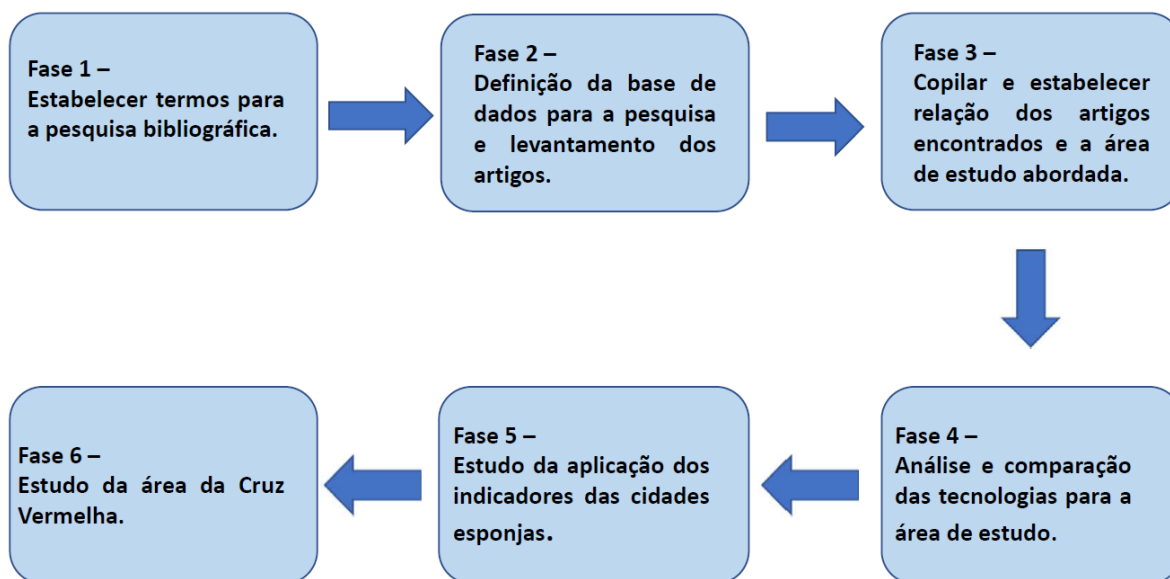 Fase 1 –
Estabelecer termos para
a pesquisa bibliográfica.
Fase 2 –
Definição da base de
dados para a pesquisa
e levantamento dos
artigos.
Fase 3 –
Copilar e estabelecer
relação dos artigos
encontrados e a área
de estudo abordada.
Fase 4 –
Análise e comparação
das tecnologias para a
área de estudo.
Fase 5 –
Estudo da aplicação dos
indicadores das cidades
esponjas.
Fase 6 –
Estudo da área da Cruz
Vermelha.